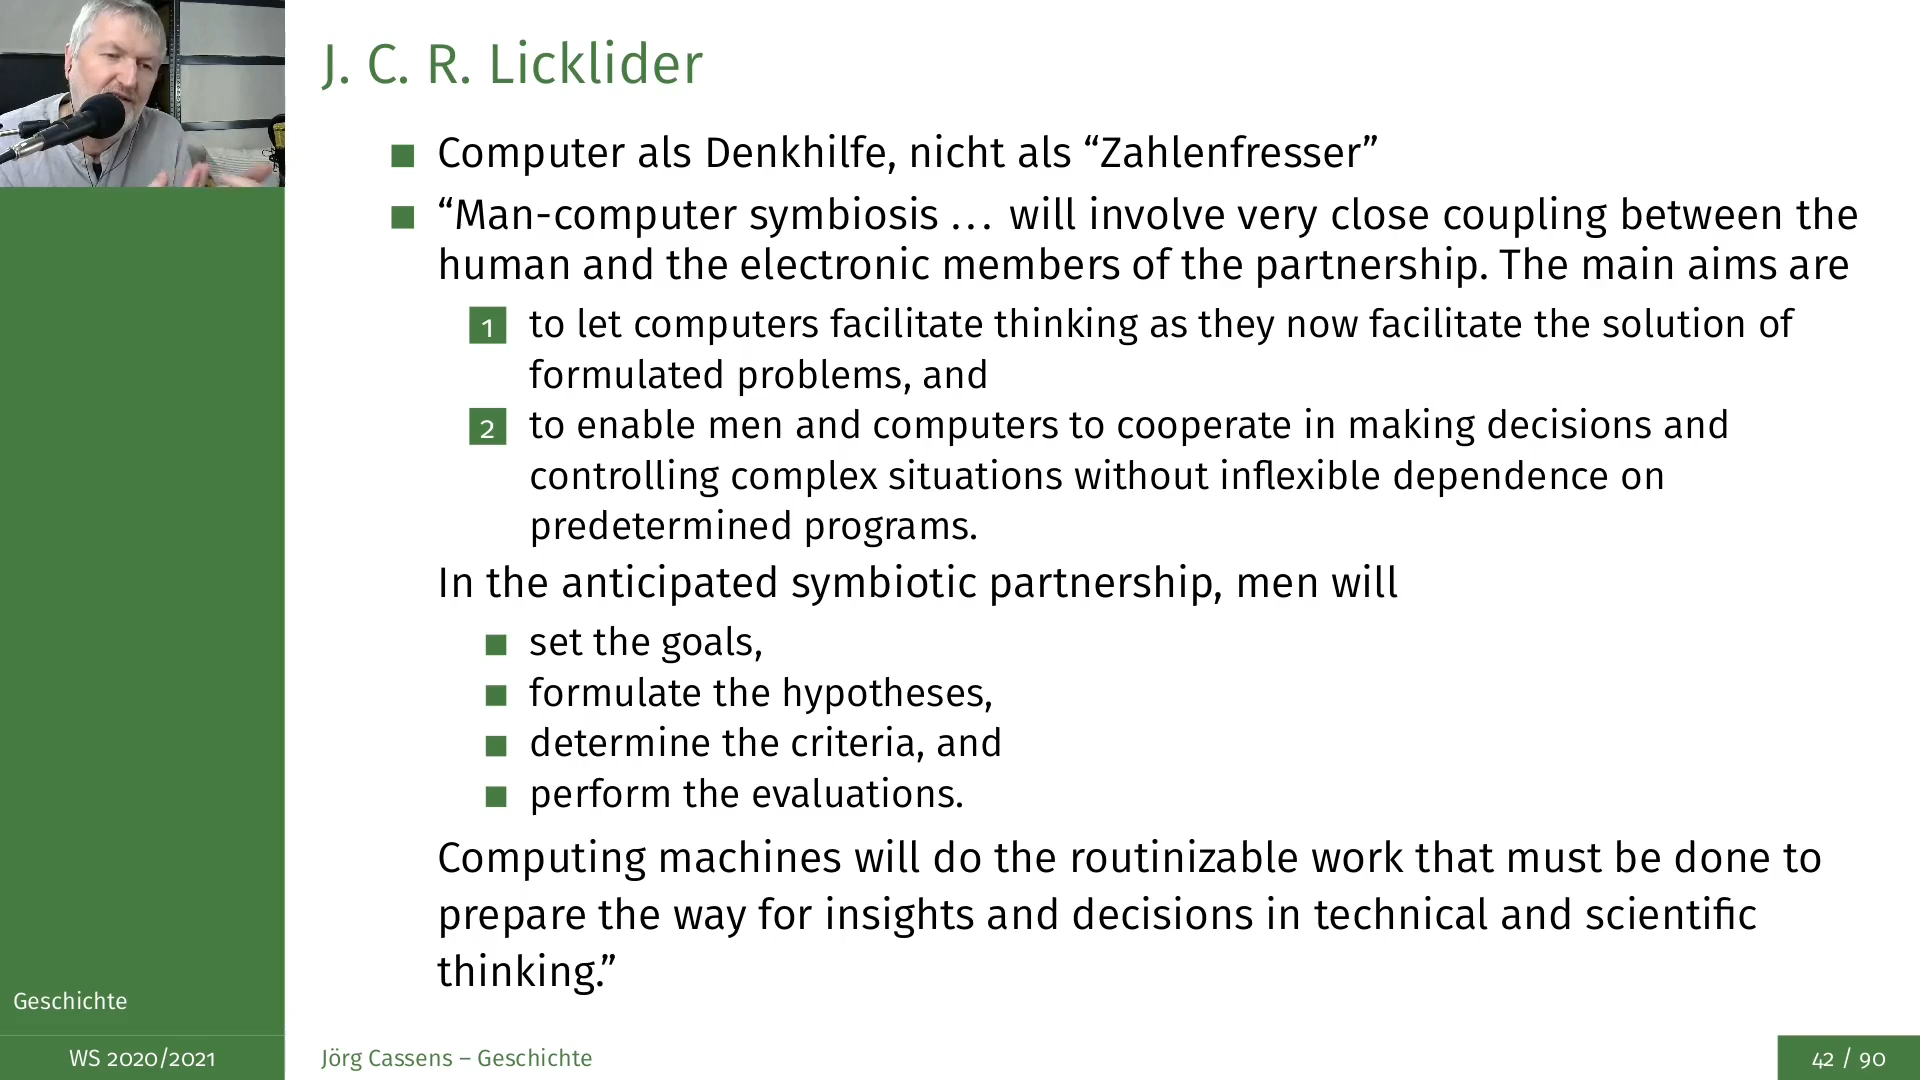 J. C. R. Licklider
Computer als Denkhilfe, nicht als “Zahlenfresser”
“Man-computer symbiosis … will involve very close coupling between the
human and the electronic members of the partnership. The main aims are
1 to let computers facilitate thinking as they now facilitate the solution of
formulated problems, and
2 to enable men and computers to cooperate in making decisions and
controlling complex situations without inflexible dependence on
predetermined programs.
In the anticipated symbiotic partnership, men will
set the goals,
formulate the hypotheses,
determine the criteria, and
perform the evaluations.
Computing machines will do the routinizable work that must be done to
prepare the way for insights and decisions in technical and scientific
thinking.”
Geschichte
WS 2020/2021
Jörg Cassens – Geschichte
42 / 90